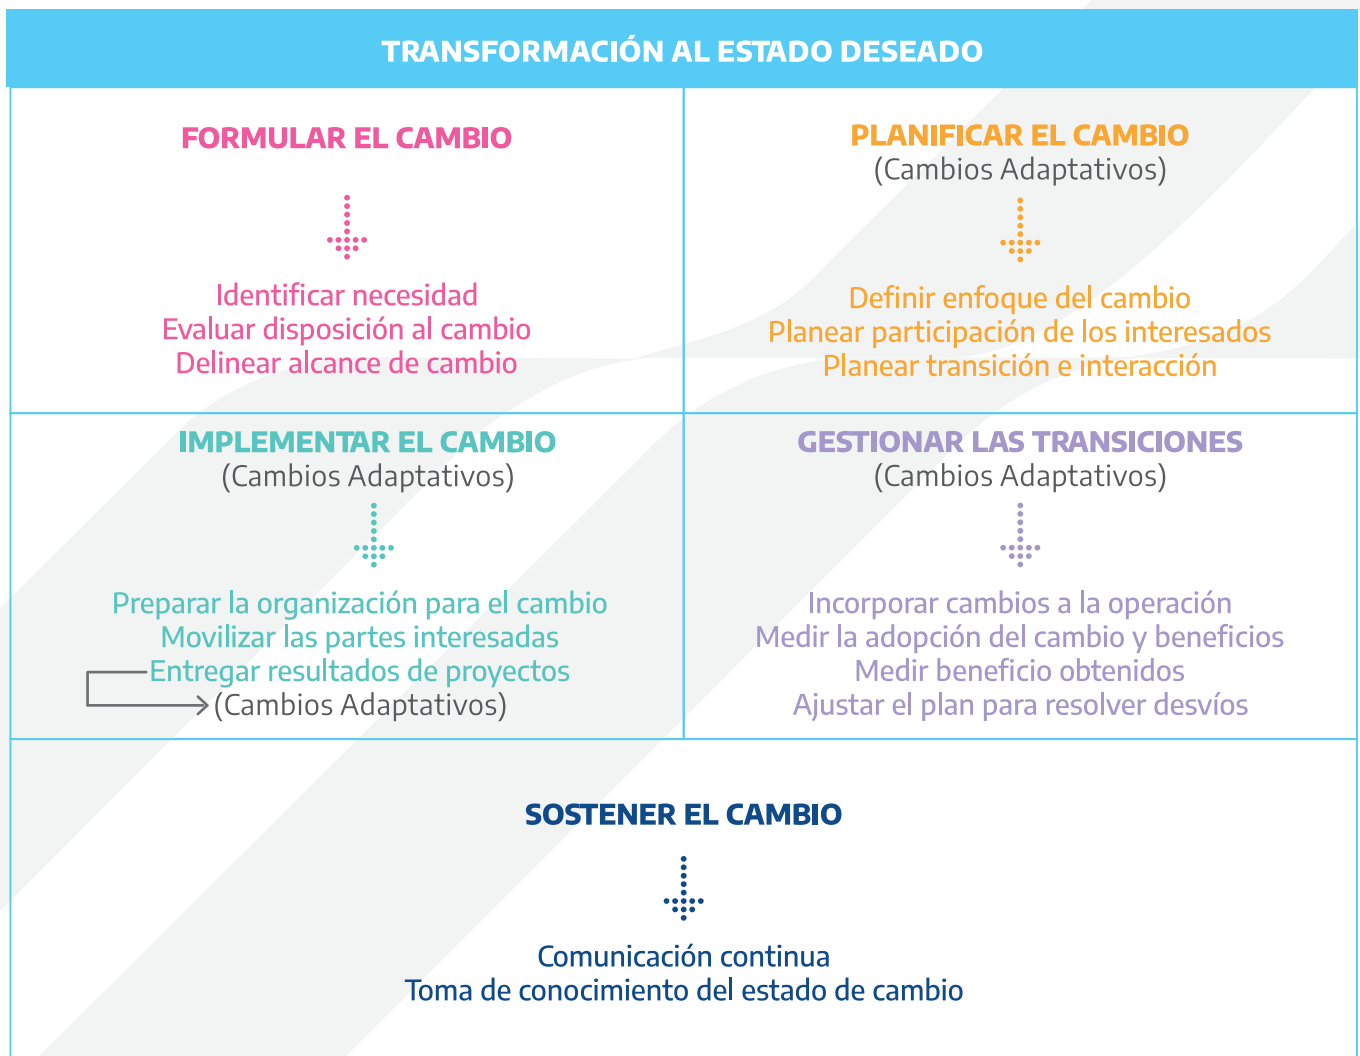 TRANSFORMACIÓN AL ESTADO DESEADO
FORMULAR EL CAMBIO
Identificar necesidad
Evaluar disposición al cambio
Delinear alcance de cambio
PLANIFICAR EL CAMBIO
(Cambios Adaptativos)
Definir enfoque del cambio
Planear participación de los interesados
Planear transición e interacción
IMPLEMENTAR EL CAMBIO
(Cambios Adaptativos)
Preparar la organización para el cambio
Movilizar las partes interesadas
Entregar resultados de proyectos
(Cambios Adaptativos)
GESTIONAR LAS TRANSICIONES
(Cambios Adaptativos)
Incorporar cambios a la operación
Medir la adopción del cambio y beneficios
Medir beneficio obtenidos
Ajustar el plan para resolver desvíos
SOSTENER EL CAMBIO
Comunicación continua
Toma de conocimiento del estado de cambio